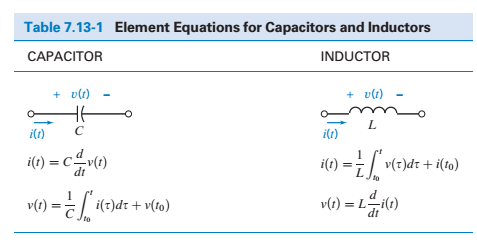 Table 7.13-1 Element Equations for Capacitors and Inductors
CAPACITOR INDUCTOR
+ v(t) − + v(t) −
i(t) C i(t) L
i(t) = C d/dt v(t) i(t) = 1/L ∫_{t0}^{t} v(τ)dτ + i(t0)
v(t) = 1/C ∫_{t0}^{t} i(τ)dτ + v(t0) v(t) = L d/dt i(t)